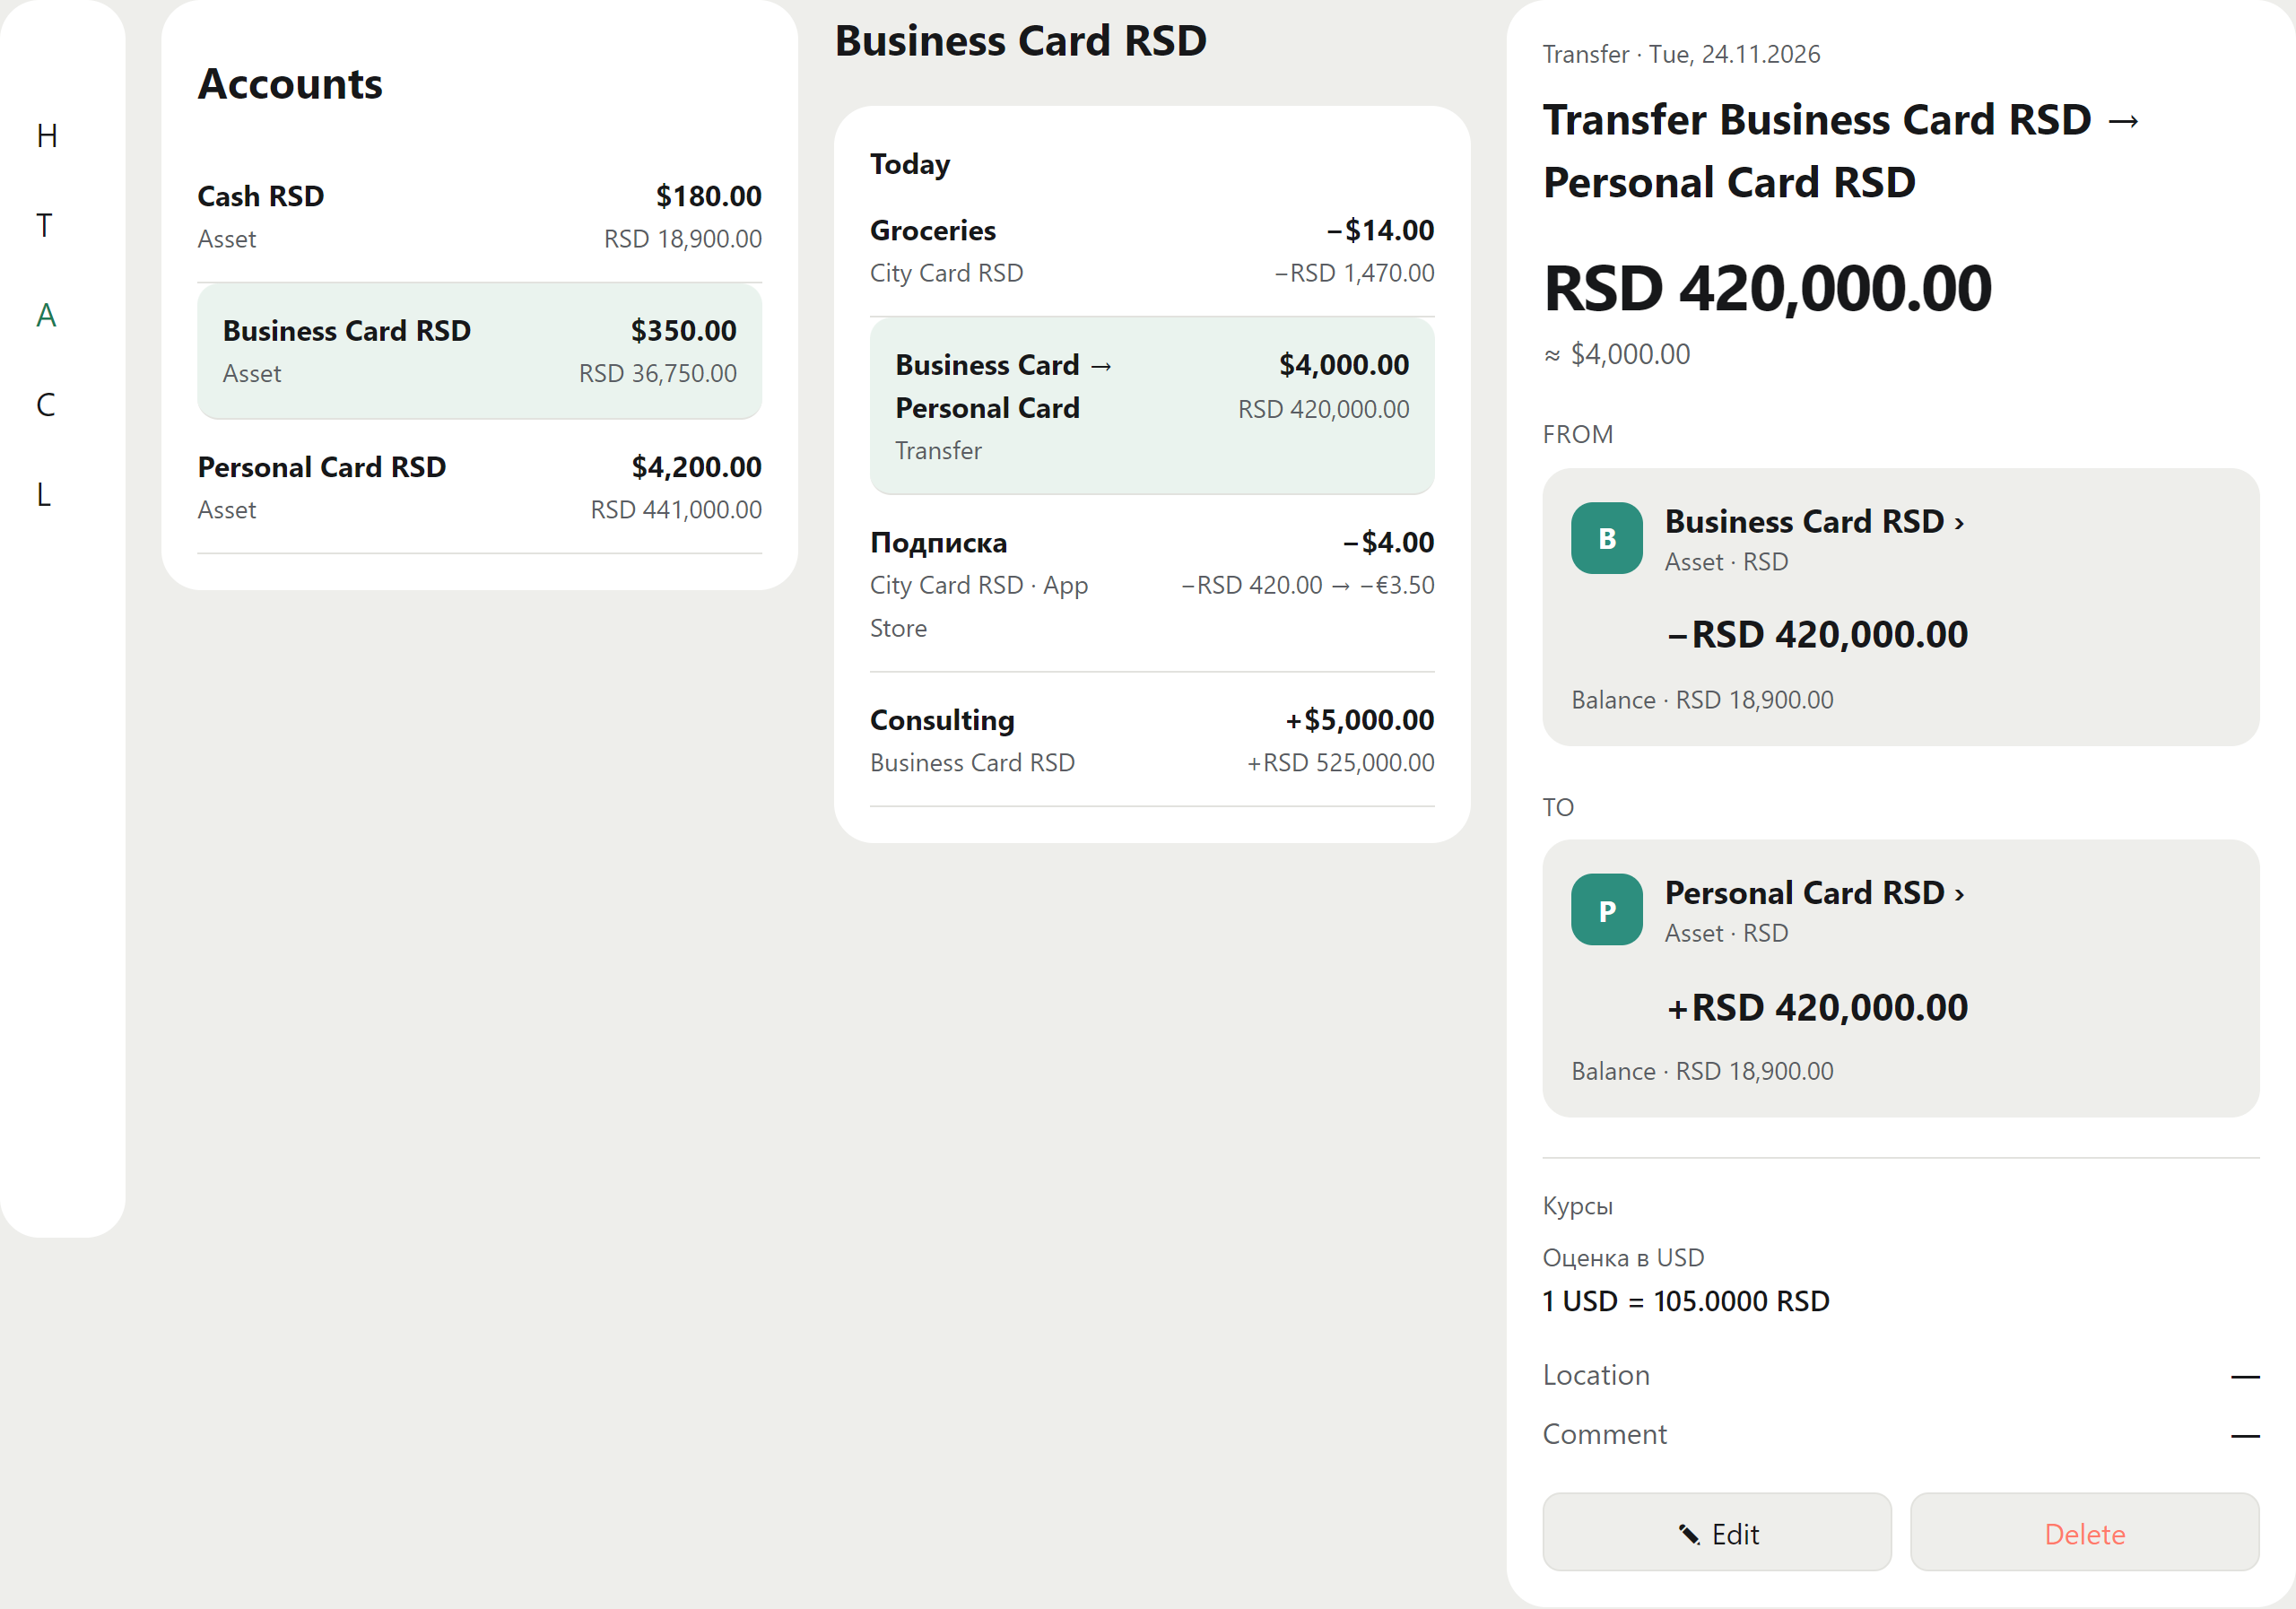 H
T
A
C
L
Accounts
Cash RSD $180.00
Asset RSD 18,900.00
Business Card RSD $350.00
Asset RSD 36,750.00
Personal Card RSD $4,200.00
Asset RSD 441,000.00
Business Card RSD
Today
Groceries −$14.00
City Card RSD −RSD 1,470.00
Business Card → $4,000.00
Personal Card RSD 420,000.00
Transfer
Подписка −$4.00
City Card RSD · App −RSD 420.00 → −€3.50
Store
Consulting +$5,000.00
Business Card RSD +RSD 525,000.00
Transfer · Tue, 24.11.2026
Transfer Business Card RSD →
Personal Card RSD
RSD 420,000.00
≈ $4,000.00
FROM
B
Business Card RSD ›
Asset · RSD
−RSD 420,000.00
Balance · RSD 18,900.00
TO
P
Personal Card RSD ›
Asset · RSD
+RSD 420,000.00
Balance · RSD 18,900.00
Курсы
Оценка в USD
1 USD = 105.0000 RSD
Location —
Comment —
✎ Edit
Delete